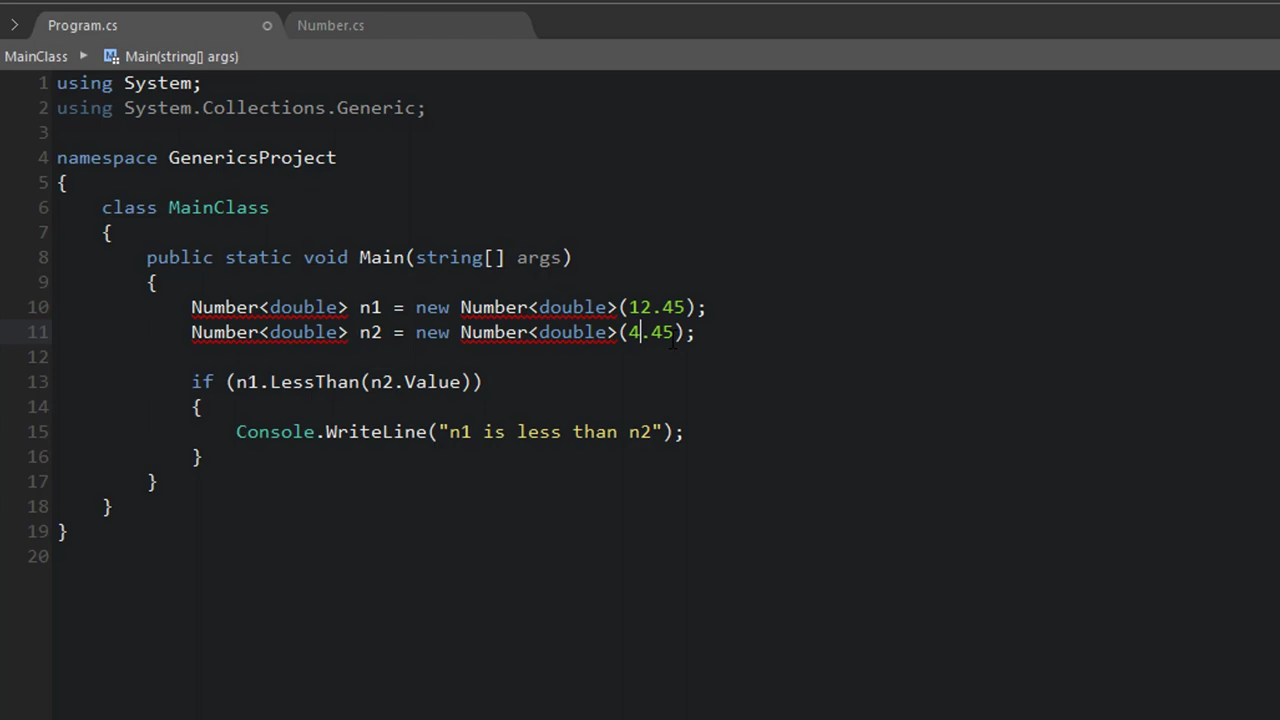 Program.cs Number.cs
MainClass Main(string[] args)
1 using System;
2 using System.Collections.Generic;
3
4 namespace GenericsProject
5 {
6 class MainClass
7 {
8 public static void Main(string[] args)
9 {
10 Number<double> n1 = new Number<double>(12.45);
11 Number<double> n2 = new Number<double>(4.45);
12
13 if (n1.LessThan(n2.Value))
14 {
15 Console.WriteLine("n1 is less than n2");
16 }
17 }
18 }
19 }
20